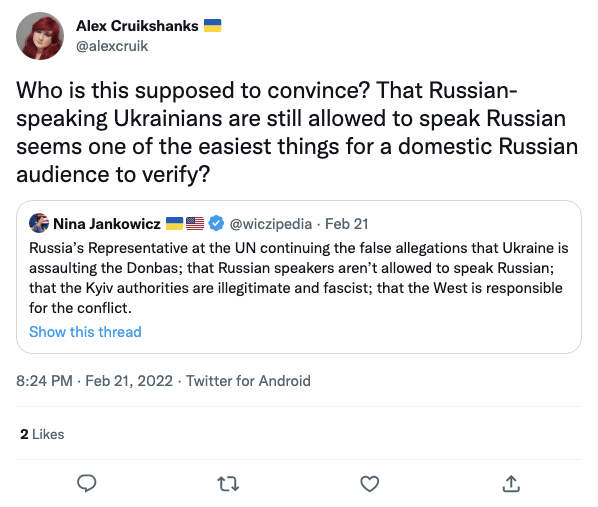 Alex Cruikshanks 🇺🇦
@alexcruik
Who is this supposed to convince? That Russian-
speaking Ukrainians are still allowed to speak Russian
seems one of the easiest things for a domestic Russian
audience to verify?
Nina Jankowicz 🇺🇦🇺🇸 @wiczipedia · Feb 21
Russia's Representative at the UN continuing the false allegations that Ukraine is
assaulting the Donbas; that Russian speakers aren't allowed to speak Russian;
that the Kyiv authorities are illegitimate and fascist; that the West is responsible
for the conflict.
Show this thread
8:24 PM · Feb 21, 2022 · Twitter for Android
2 Likes